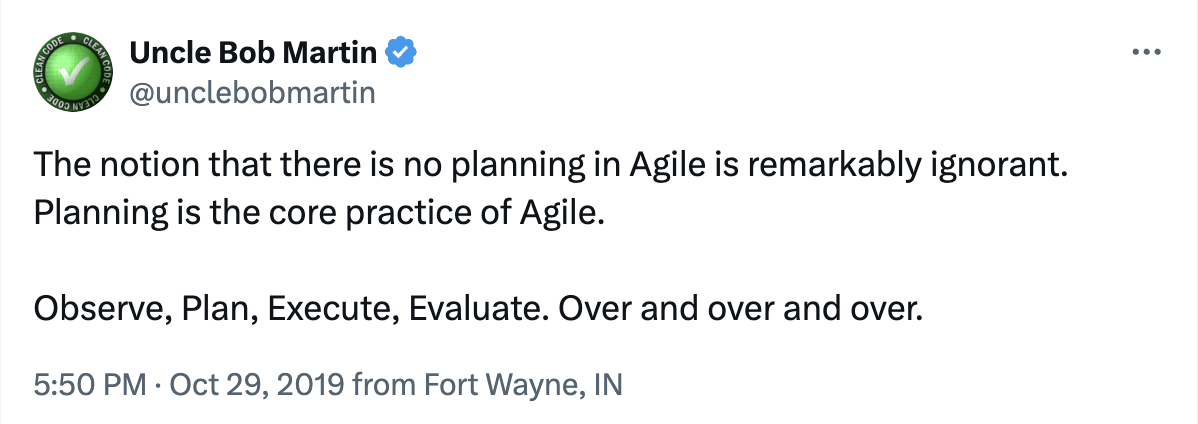 CLEAN CODE • CLEAN CODE • CLEAN CODE •
Uncle Bob Martin
@unclebobmartin
The notion that there is no planning in Agile is remarkably ignorant.
Planning is the core practice of Agile.
Observe, Plan, Execute, Evaluate. Over and over and over.
5:50 PM · Oct 29, 2019 from Fort Wayne, IN